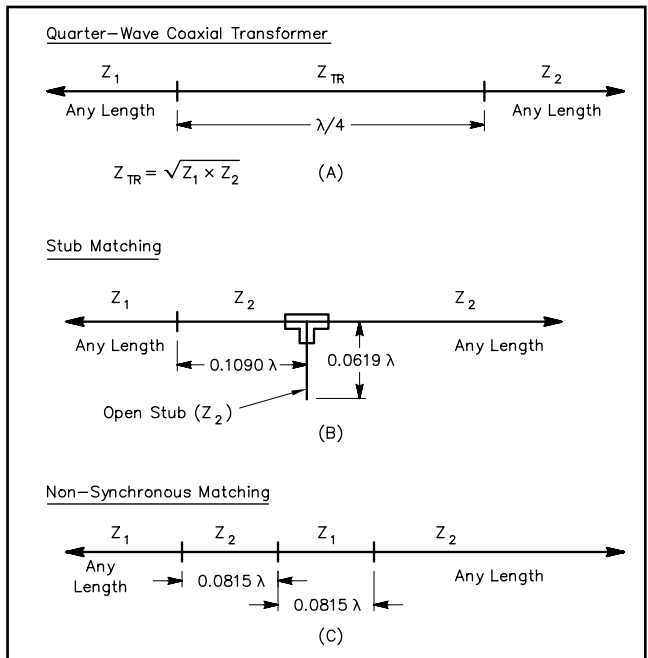 Quarter–Wave Coaxial Transformer
Z1 ZTR Z2
Any Length λ/4 Any Length
ZTR = √Z1 × Z2 (A)
Stub Matching
Z1 Z2 Z2
Any Length 0.1090 λ 0.0619 λ Any Length
Open Stub (Z2)
(B)
Non–Synchronous Matching
Z1 Z2 Z1 Z2
Any Length 0.0815 λ Any Length
0.0815 λ
(C)